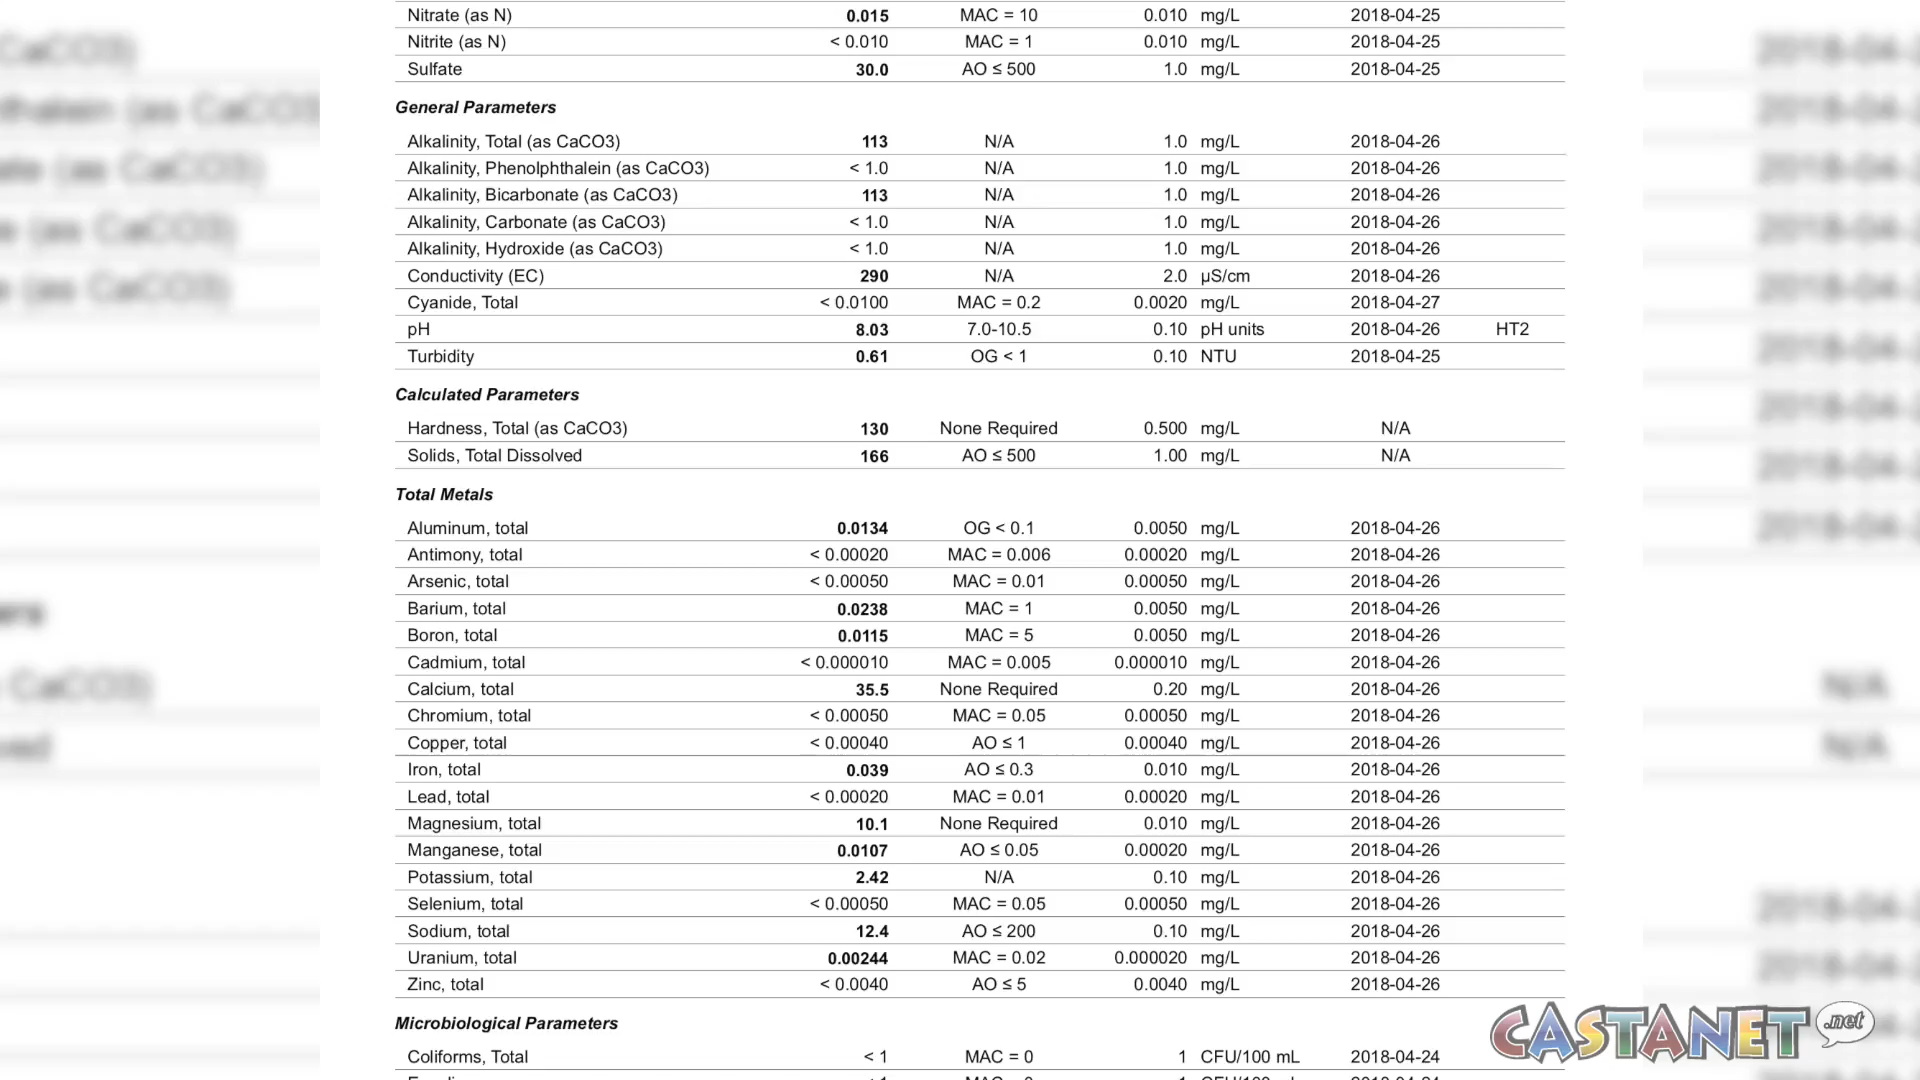 Nitrate (as N) 0.015 MAC = 10 0.010 mg/L 2018-04-25
Nitrite (as N) < 0.010 MAC = 1 0.010 mg/L 2018-04-25
Sulfate 30.0 AO ≤ 500 1.0 mg/L 2018-04-25
General Parameters
Alkalinity, Total (as CaCO3) 113 N/A 1.0 mg/L 2018-04-26
Alkalinity, Phenolphthalein (as CaCO3) < 1.0 N/A 1.0 mg/L 2018-04-26
Alkalinity, Bicarbonate (as CaCO3) 113 N/A 1.0 mg/L 2018-04-26
Alkalinity, Carbonate (as CaCO3) < 1.0 N/A 1.0 mg/L 2018-04-26
Alkalinity, Hydroxide (as CaCO3) < 1.0 N/A 1.0 mg/L 2018-04-26
Conductivity (EC) 290 N/A 2.0 µS/cm 2018-04-26
Cyanide, Total < 0.0100 MAC = 0.2 0.0020 mg/L 2018-04-27
pH 8.03 7.0-10.5 0.10 pH units 2018-04-26 HT2
Turbidity 0.61 OG < 1 0.10 NTU 2018-04-25
Calculated Parameters
Hardness, Total (as CaCO3) 130 None Required 0.500 mg/L N/A
Solids, Total Dissolved 166 AO ≤ 500 1.00 mg/L N/A
Total Metals
Aluminum, total 0.0134 OG < 0.1 0.0050 mg/L 2018-04-26
Antimony, total < 0.00020 MAC = 0.006 0.00020 mg/L 2018-04-26
Arsenic, total < 0.00050 MAC = 0.01 0.00050 mg/L 2018-04-26
Barium, total 0.0238 MAC = 1 0.0050 mg/L 2018-04-26
Boron, total 0.0115 MAC = 5 0.0050 mg/L 2018-04-26
Cadmium, total < 0.000010 MAC = 0.005 0.000010 mg/L 2018-04-26
Calcium, total 35.5 None Required 0.20 mg/L 2018-04-26
Chromium, total < 0.00050 MAC = 0.05 0.00050 mg/L 2018-04-26
Copper, total < 0.00040 AO ≤ 1 0.00040 mg/L 2018-04-26
Iron, total 0.039 AO ≤ 0.3 0.010 mg/L 2018-04-26
Lead, total < 0.00020 MAC = 0.01 0.00020 mg/L 2018-04-26
Magnesium, total 10.1 None Required 0.010 mg/L 2018-04-26
Manganese, total 0.0107 AO ≤ 0.05 0.00020 mg/L 2018-04-26
Potassium, total 2.42 N/A 0.10 mg/L 2018-04-26
Selenium, total < 0.00050 MAC = 0.05 0.00050 mg/L 2018-04-26
Sodium, total 12.4 AO ≤ 200 0.10 mg/L 2018-04-26
Uranium, total 0.00244 MAC = 0.02 0.000020 mg/L 2018-04-26
Zinc, total < 0.0040 AO ≤ 5 0.0040 mg/L 2018-04-26
Microbiological Parameters
Coliforms, Total < 1 MAC = 0 1 CFU/100 mL 2018-04-24
CASTANET .net